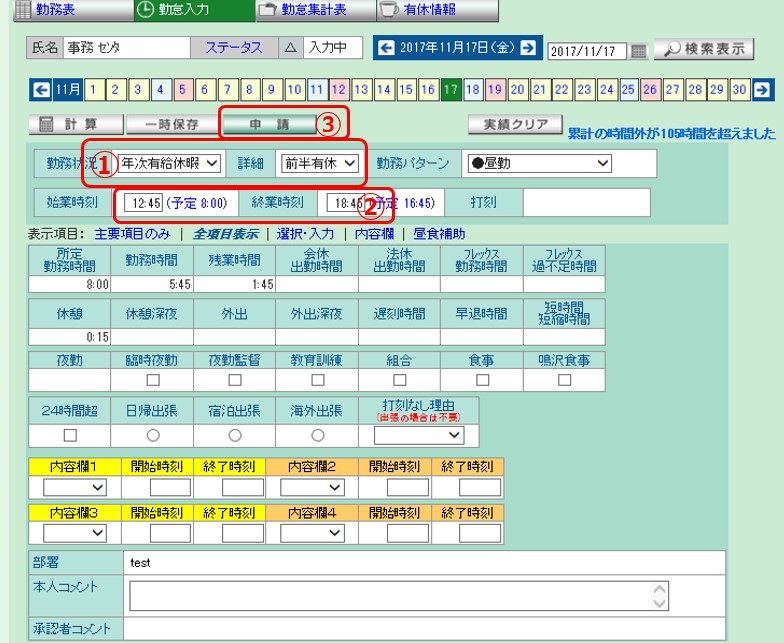 勤務表 勤怠入力 勤怠集計表 有休情報
氏名 事務 ｾﾝﾀ ステータス △ 入力中 2017年11月17日(金) 2017/11/17 検索表示
11月 1 2 3 4 5 6 7 8 9 10 11 12 13 14 15 16 17 18 19 20 21 22 23 24 25 26 27 28 29 30
計算 一時保存 申請 ③ 実績クリア 累計の時間外が105時間を超えました
勤務状況 ① 年次有給休暇 詳細 前半有休 勤務パターン ●昼勤
始業時刻 12:45 (予定 8:00) 終業時刻 18:45 ② (予定 16:45) 打刻
表示項目: 主要項目のみ | 全項目表示 | 選択・入力 | 内容欄 | 昼食補助
所定勤務時間 勤務時間 残業時間 会休出勤時間 法休出勤時間 ﾌﾚｯｸｽ勤務時間 ﾌﾚｯｸｽ過不足時間
8:00 5:45 1:45
休憩 休憩深夜 外出 外出深夜 遅刻時間 早退時間 短時間短縮時間
0:15
夜勤 臨時夜勤 夜勤監督 教育訓練 組合 食事 鳴沢食事
24時間超 日帰出張 宿泊出張 海外出張 打刻なし理由
(出張の場合は不要)
内容欄1 開始時刻 終了時刻 内容欄2 開始時刻 終了時刻
内容欄3 開始時刻 終了時刻 内容欄4 開始時刻 終了時刻
部署 test
本人コメント
承認者コメント